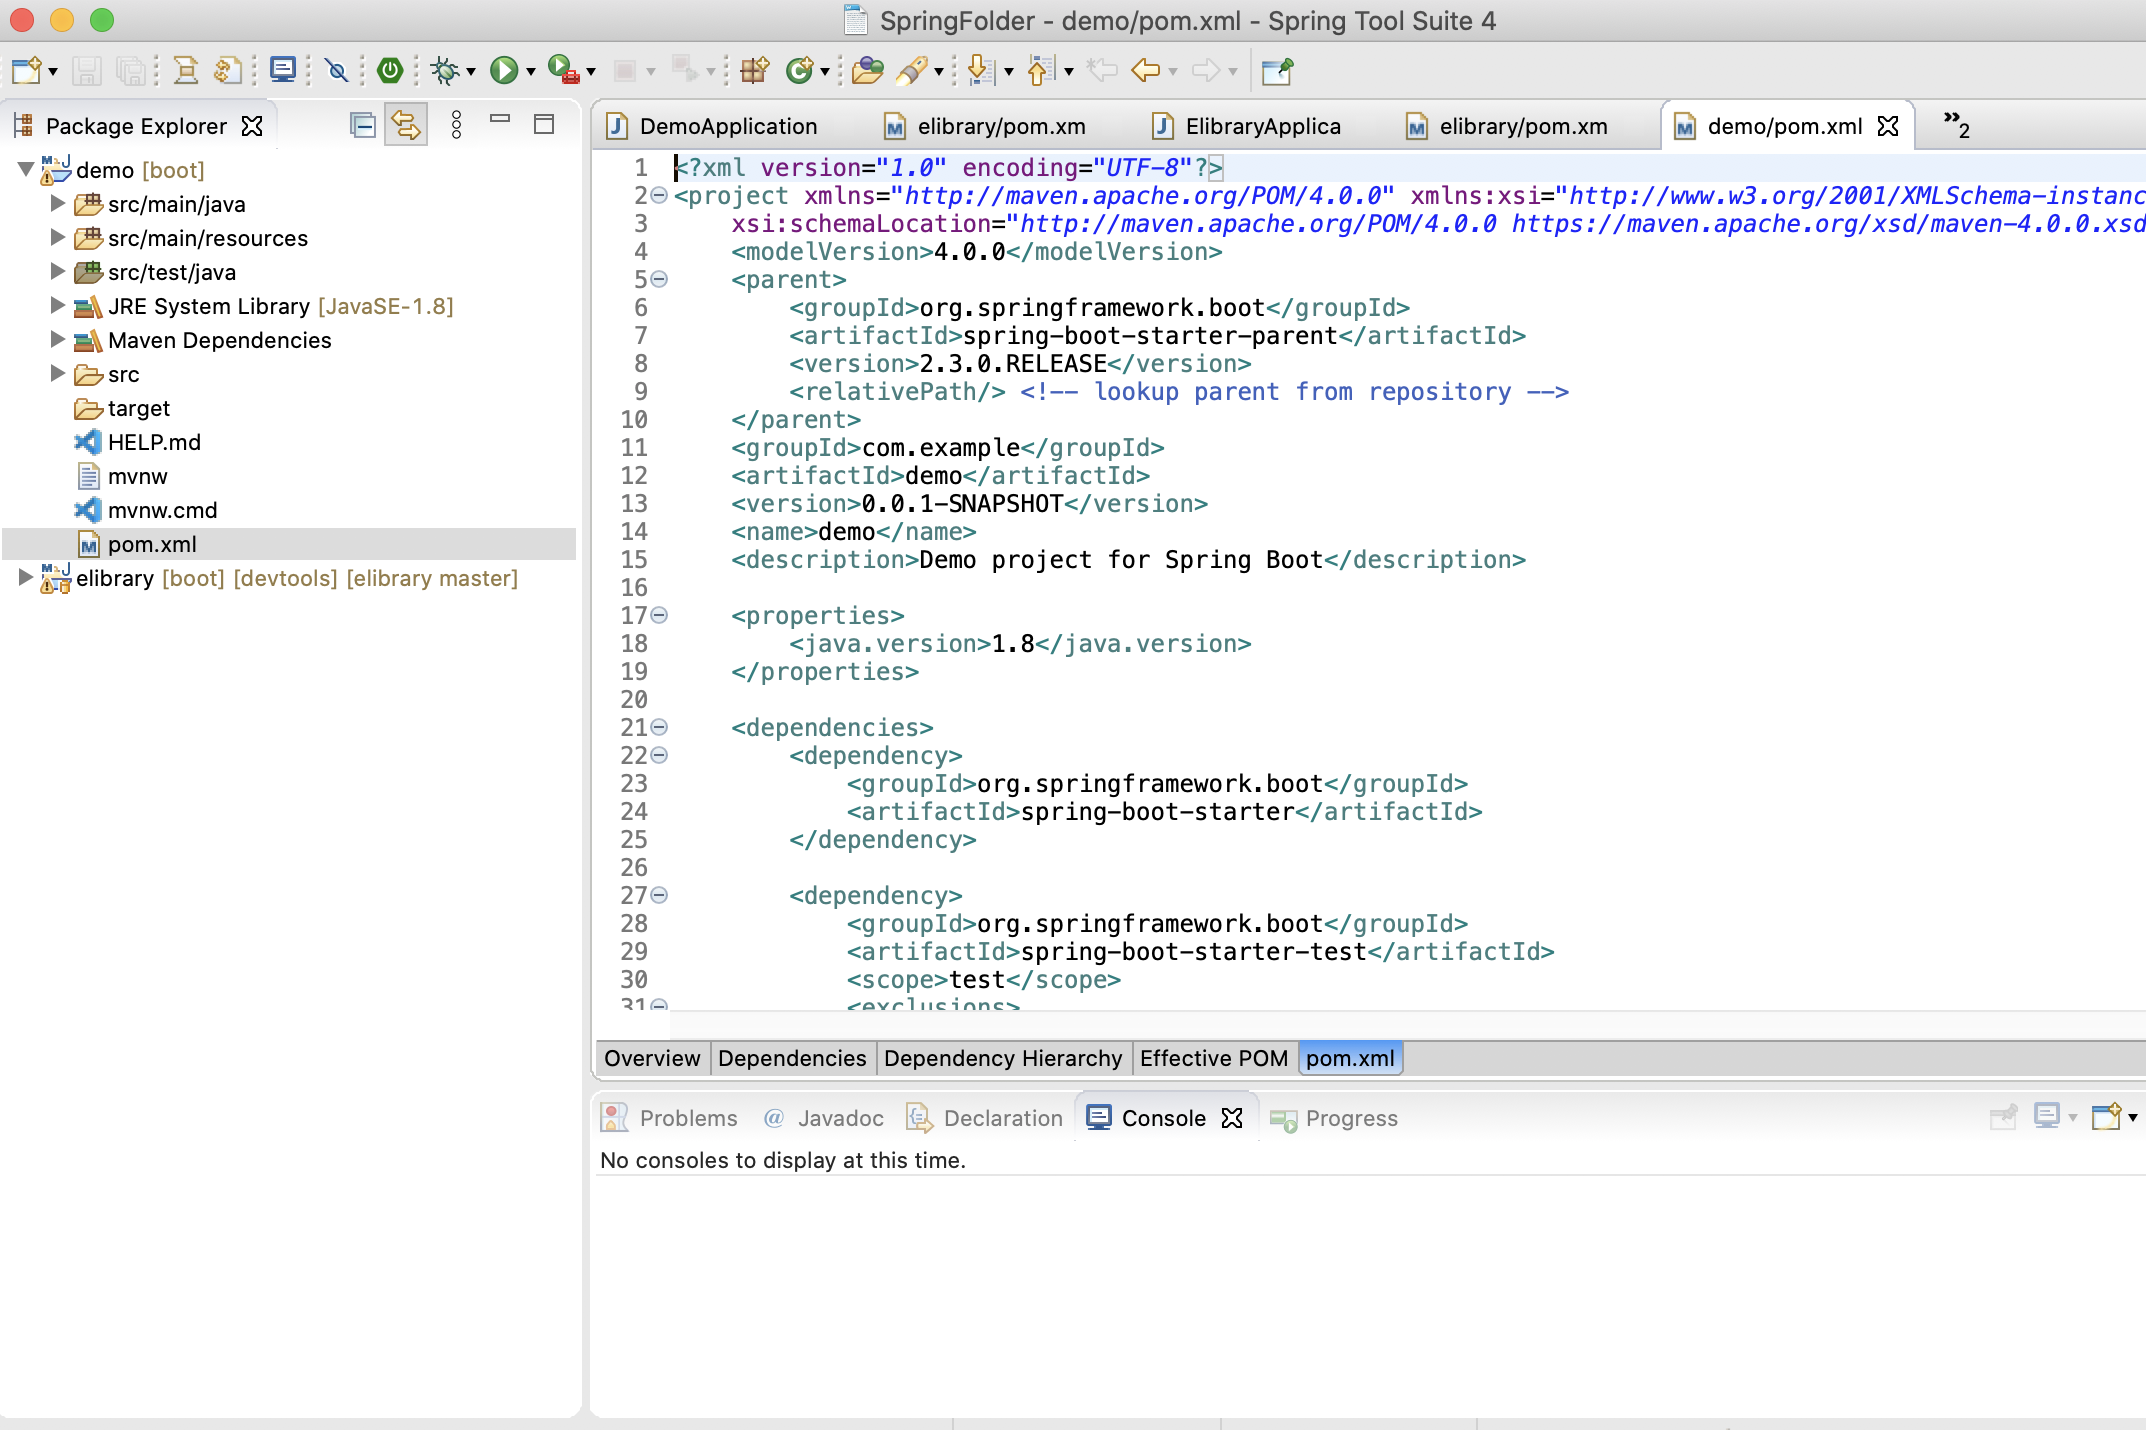 SpringFolder - demo/pom.xml - Spring Tool Suite 4
Package Explorer
demo [boot]
src/main/java
src/main/resources
src/test/java
JRE System Library [JavaSE-1.8]
Maven Dependencies
src
target
HELP.md
mvnw
mvnw.cmd
pom.xml
elibrary [boot] [devtools] [elibrary master]
DemoApplication
elibrary/pom.xm
ElibraryApplica
elibrary/pom.xm
demo/pom.xml
»2
1 <?xml version="1.0" encoding="UTF-8"?>
2 <project xmlns="http://maven.apache.org/POM/4.0.0" xmlns:xsi="http://www.w3.org/2001/XMLSchema-instanc
3 xsi:schemaLocation="http://maven.apache.org/POM/4.0.0 https://maven.apache.org/xsd/maven-4.0.0.xsd
4 <modelVersion>4.0.0</modelVersion>
5 <parent>
6 <groupId>org.springframework.boot</groupId>
7 <artifactId>spring-boot-starter-parent</artifactId>
8 <version>2.3.0.RELEASE</version>
9 <relativePath/> <!-- lookup parent from repository -->
10 </parent>
11 <groupId>com.example</groupId>
12 <artifactId>demo</artifactId>
13 <version>0.0.1-SNAPSHOT</version>
14 <name>demo</name>
15 <description>Demo project for Spring Boot</description>
16
17 <properties>
18 <java.version>1.8</java.version>
19 </properties>
20
21 <dependencies>
22 <dependency>
23 <groupId>org.springframework.boot</groupId>
24 <artifactId>spring-boot-starter</artifactId>
25 </dependency>
26
27 <dependency>
28 <groupId>org.springframework.boot</groupId>
29 <artifactId>spring-boot-starter-test</artifactId>
30 <scope>test</scope>
31 <exclusions>
Overview Dependencies Dependency Hierarchy Effective POM pom.xml
Problems @ Javadoc Declaration Console Progress
No consoles to display at this time.